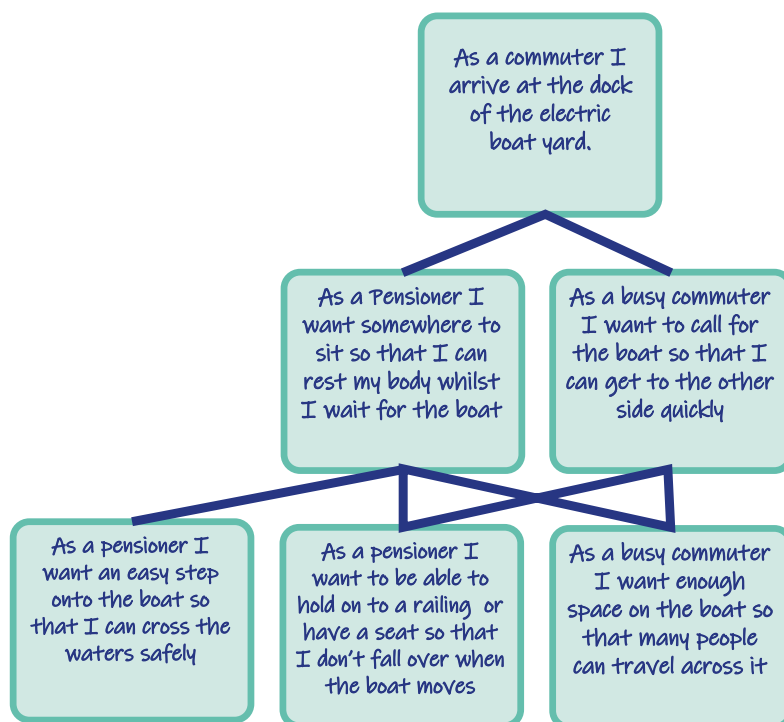 As a commuter I
arrive at the dock
of the electric
boat yard.
As a Pensioner I
want somewhere to
sit so that I can
rest my body whilst
I wait for the boat
As a busy commuter
I want to call for
the boat so that I
can get to the other
side quickly
As a pensioner I
want an easy step
onto the boat so
that I can cross the
waters safely
As a pensioner I
want to be able to
hold on to a railing or
have a seat so that
I don't fall over when
the boat moves
As a busy commuter
I want enough
space on the boat so
that many people
can travel across it